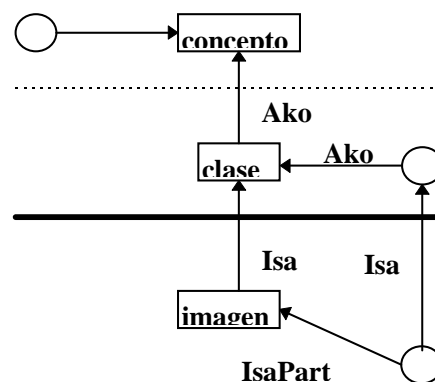 concepto
Ako
clase
Ako
Isa
Isa
imagen
IsaPart